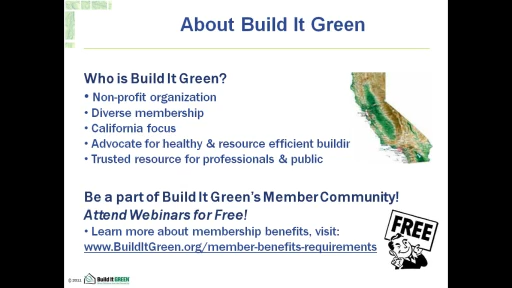 About Build It Green
Who is Build It Green?
• Non-profit organization
• Diverse membership
• California focus
• Advocate for healthy & resource efficient buildin
• Trusted resource for professionals & public
Be a part of Build It Green's Member Community!
Attend Webinars for Free!
• Learn more about membership benefits, visit:
www.BuildItGreen.org/member-benefits-requirements
FREE
© 2011 Build It GREEN